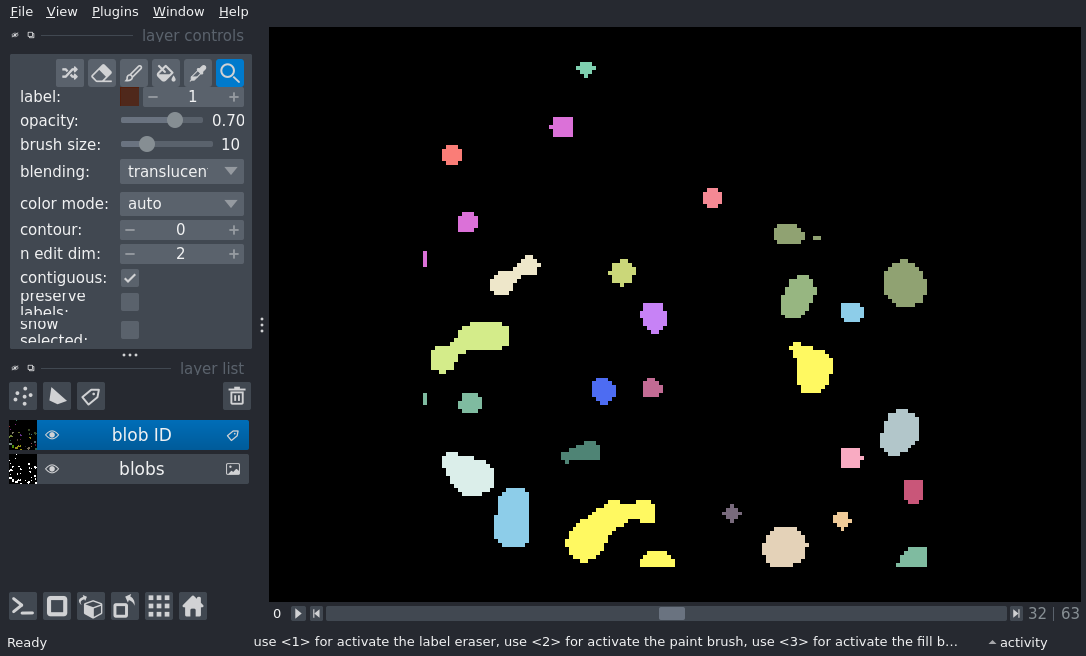 File View Plugins Window Help
layer controls
label: 1
opacity: 0.70
brush size: 10
blending: translucen
color mode: auto
contour: 0
n edit dim: 2
contiguous:
preserve
labels:
show
selected:
layer list
blob ID
blobs
0 32 63
Ready use <1> for activate the label eraser, use <2> for activate the paint brush, use <3> for activate the fill b... activity